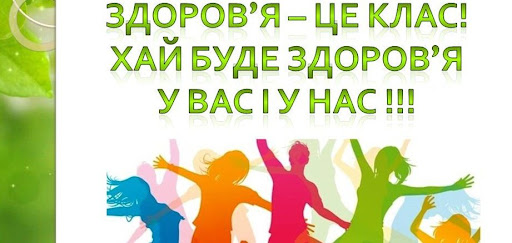 ЗДОРОВ’Я – ЦЕ КЛАС!
ХАЙ БУДЕ ЗДОРОВ’Я
У ВАС І У НАС !!!